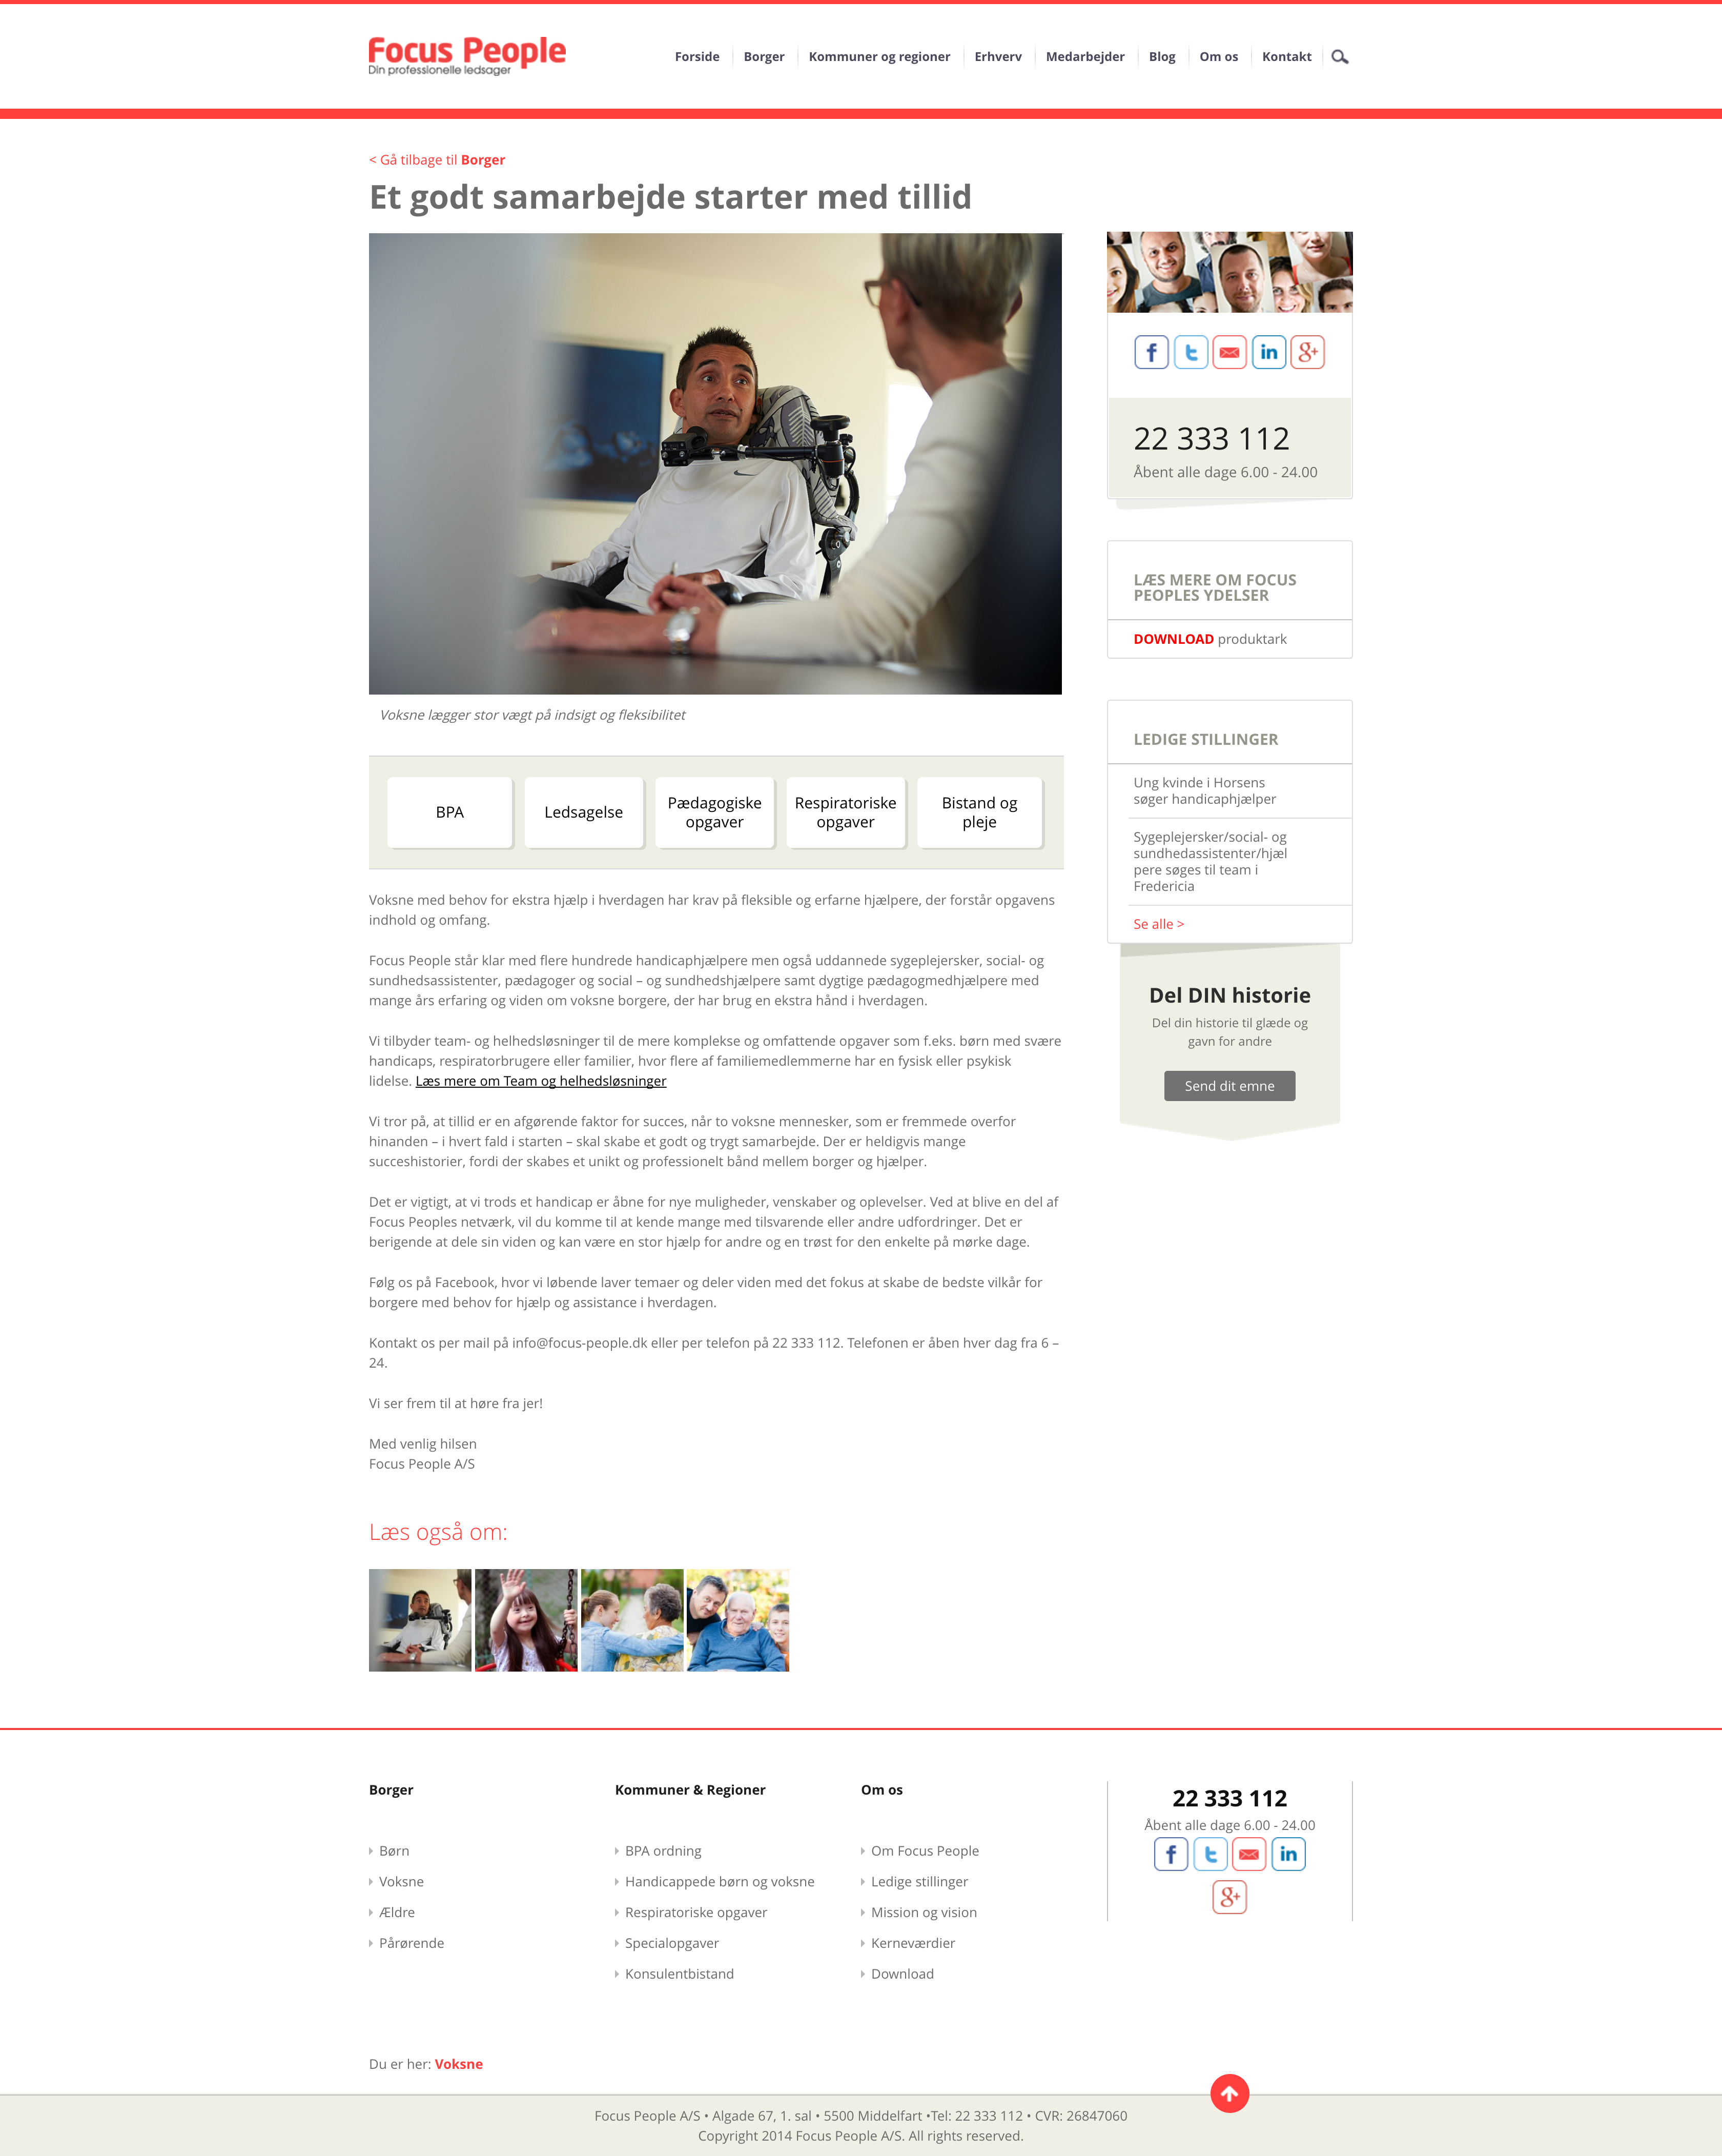 Focus People
Din professionelle ledsager
Forside
Borger
Kommuner og regioner
Erhverv
Medarbejder
Blog
Om os
Kontakt
< Gå tilbage til Borger
Et godt samarbejde starter med tillid
Voksne lægger stor vægt på indsigt og fleksibilitet
BPA
Ledsagelse
Pædagogiske
opgaver
Respiratoriske
opgaver
Bistand og
pleje
Voksne med behov for ekstra hjælp i hverdagen har krav på fleksible og erfarne hjælpere, der forstår opgavens
indhold og omfang.
Focus People står klar med flere hundrede handicaphjælpere men også uddannede sygeplejersker, social- og
sundhedsassistenter, pædagoger og social – og sundhedshjælpere samt dygtige pædagogmedhjælpere med
mange års erfaring og viden om voksne borgere, der har brug en ekstra hånd i hverdagen.
Vi tilbyder team- og helhedsløsninger til de mere komplekse og omfattende opgaver som f.eks. børn med svære
handicaps, respiratorbrugere eller familier, hvor flere af familiemedlemmerne har en fysisk eller psykisk
lidelse. Læs mere om Team og helhedsløsninger
Vi tror på, at tillid er en afgørende faktor for succes, når to voksne mennesker, som er fremmede overfor
hinanden – i hvert fald i starten – skal skabe et godt og trygt samarbejde. Der er heldigvis mange
succeshistorier, fordi der skabes et unikt og professionelt bånd mellem borger og hjælper.
Det er vigtigt, at vi trods et handicap er åbne for nye muligheder, venskaber og oplevelser. Ved at blive en del af
Focus Peoples netværk, vil du komme til at kende mange med tilsvarende eller andre udfordringer. Det er
berigende at dele sin viden og kan være en stor hjælp for andre og en trøst for den enkelte på mørke dage.
Følg os på Facebook, hvor vi løbende laver temaer og deler viden med det fokus at skabe de bedste vilkår for
borgere med behov for hjælp og assistance i hverdagen.
Kontakt os per mail på info@focus-people.dk eller per telefon på 22 333 112. Telefonen er åben hver dag fra 6 –
24.
Vi ser frem til at høre fra jer!
Med venlig hilsen
Focus People A/S
Læs også om:
22 333 112
Åbent alle dage 6.00 - 24.00
LÆS MERE OM FOCUS
PEOPLES YDELSER
DOWNLOAD produktark
LEDIGE STILLINGER
Ung kvinde i Horsens
søger handicaphjælper
Sygeplejersker/social- og
sundhedassistenter/hjæl
pere søges til team i
Fredericia
Se alle >
Del DIN historie
Del din historie til glæde og
gavn for andre
Send dit emne
Borger
Børn
Voksne
Ældre
Pårørende
Kommuner & Regioner
BPA ordning
Handicappede børn og voksne
Respiratoriske opgaver
Specialopgaver
Konsulentbistand
Om os
Om Focus People
Ledige stillinger
Mission og vision
Kerneværdier
Download
22 333 112
Åbent alle dage 6.00 - 24.00
Du er her: Voksne
Focus People A/S • Algade 67, 1. sal • 5500 Middelfart •Tel: 22 333 112 • CVR: 26847060
Copyright 2014 Focus People A/S. All rights reserved.